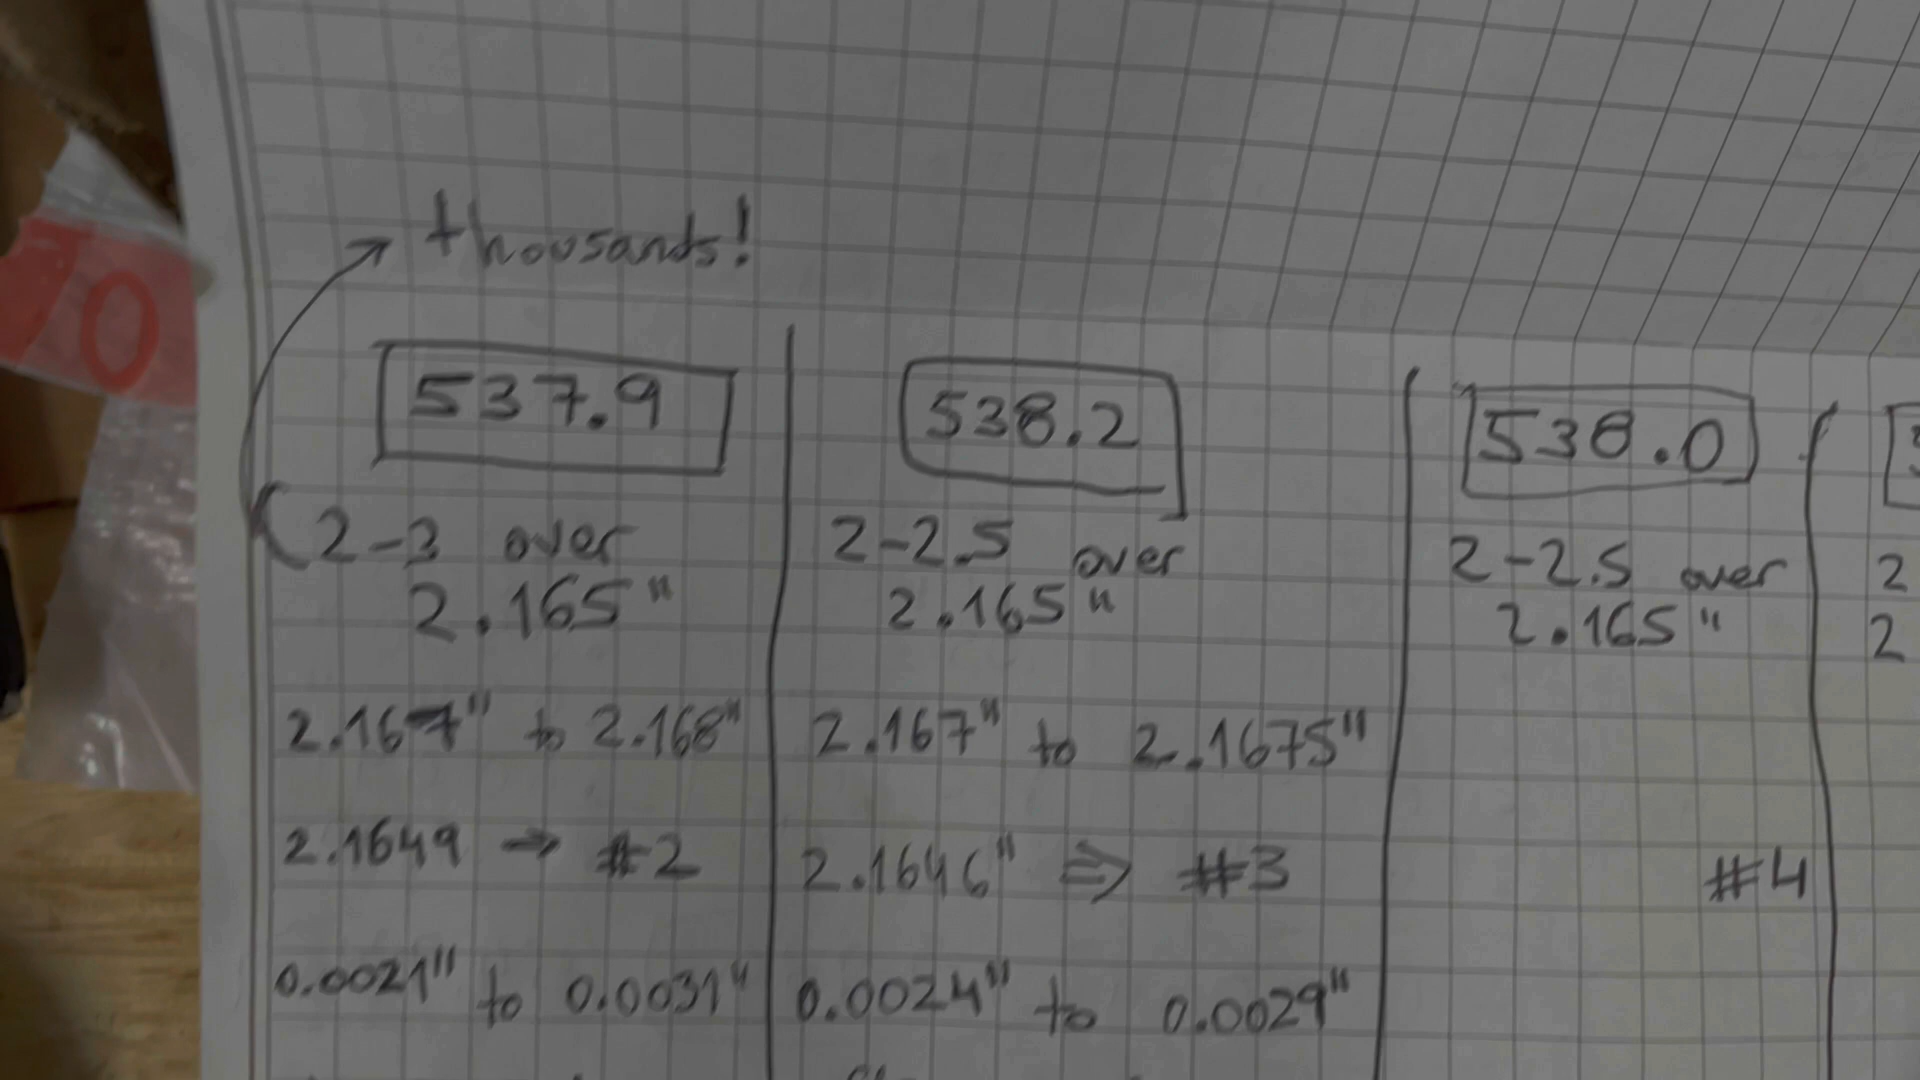 thousands!
537.9
2-3 over
2.165"
2.167" to 2.168"
2.1649 → #2
0.0021" to 0.0031"
538.2
2-2.5 over
2.165"
2.167" to 2.1675"
2.1646" ⇒ #3
0.0024" to 0.0029"
538.0
2-2.5 over
2.165"
#4
2
2
0